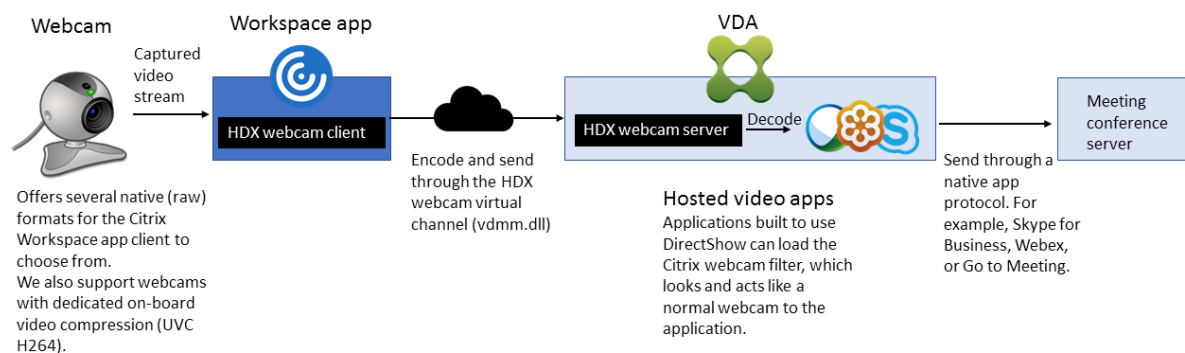 Webcam
Workspace app
VDA
Captured
video
stream
HDX webcam client
HDX webcam server
Decode
S
Meeting
conference
server
Offers several native (raw)
formats for the Citrix
Workspace app client to
choose from.
We also support webcams
with dedicated on-board
video compression (UVC
H264).
Encode and send
through the HDX
webcam virtual
channel (vdmm.dll)
Hosted video apps
Applications built to use
DirectShow can load the
Citrix webcam filter, which
looks and acts like a
normal webcam to the
application.
Send through a
native app
protocol. For
example, Skype for
Business, Webex,
or Go to Meeting.